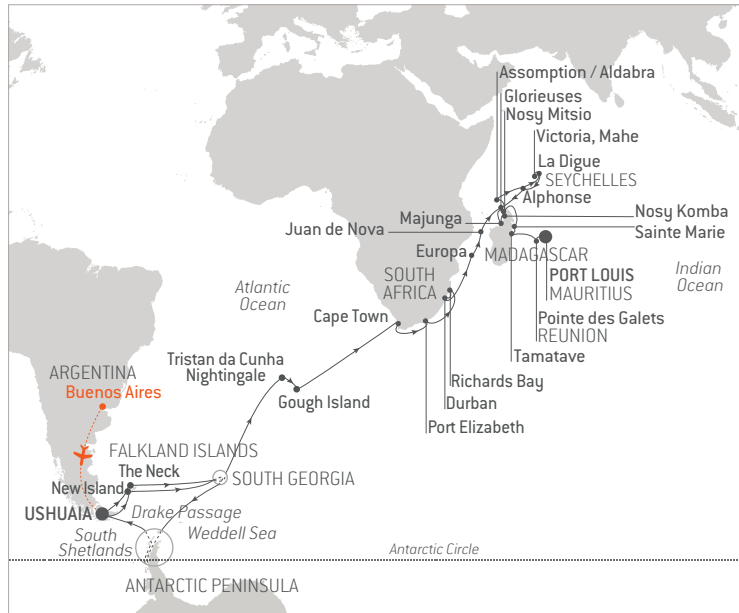 Assomption / Aldabra
Glorieuses
Nosy Mitsio
Victoria, Mahe
La Digue
SEYCHELLES
Alphonse
Majunga
Nosy Komba
Juan de Nova
Sainte Marie
Europa
MADAGASCAR
SOUTH
AFRICA
PORT LOUIS
MAURITIUS
Indian
Ocean
Atlantic
Ocean
Cape Town
Pointe des Galets
REUNION
Tamatave
Tristan da Cunha
Nightingale
Richards Bay
Gough Island
Durban
Port Elizabeth
ARGENTINA
Buenos Aires
FALKLAND ISLANDS
The Neck
SOUTH GEORGIA
New Island
USHUAIA
Drake Passage
Weddell Sea
South
Shetlands
Antarctic Circle
ANTARCTIC PENINSULA